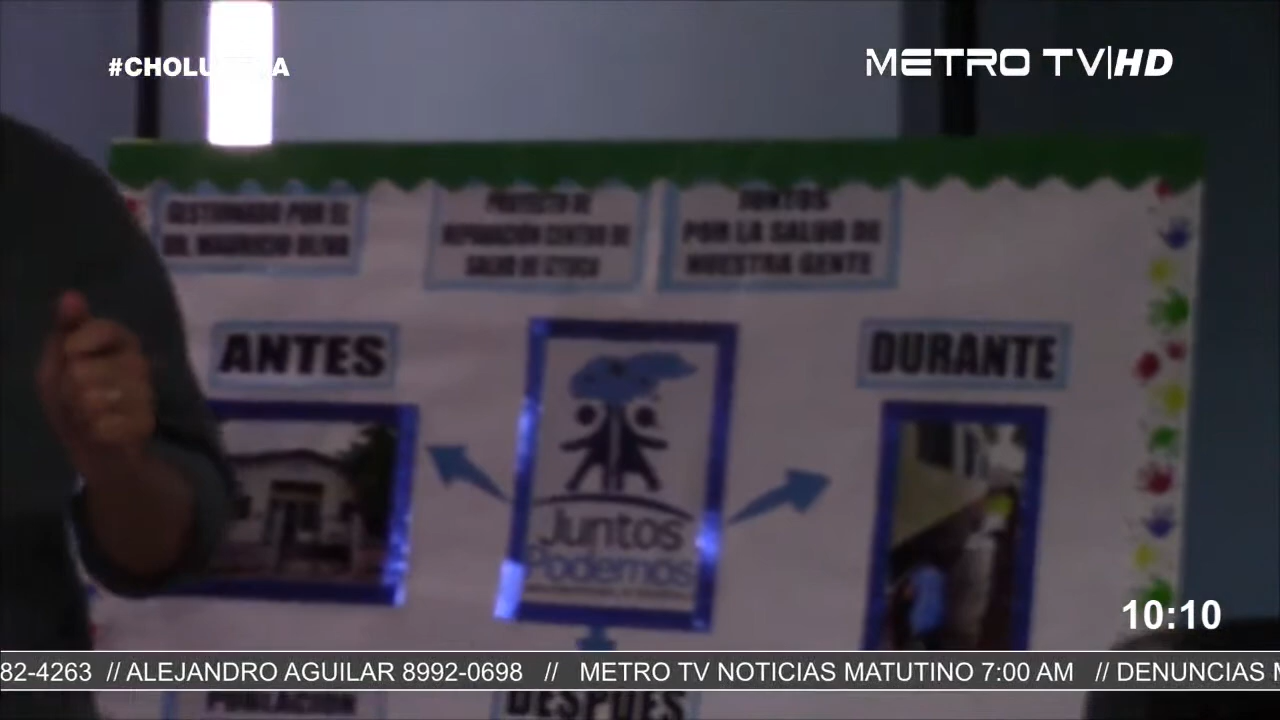 #CHOLU
A
METRO TV|HD
GESTIONADO POR EL
DR. MAURICIO OLIVA
PROYECTO DE
REPARACIÓN CENTRO DE
SALUD DE
JUNTOS
POR LA SALUD DE
NUESTRA GENTE
ANTES
DURANTE
Juntos
Podemos
10:10
82-4263 // ALEJANDRO AGUILAR 8992-0698 // METRO TV NOTICIAS MATUTINO 7:00 AM // DENUNCIAS M
POBLACIÓN
DESPUES